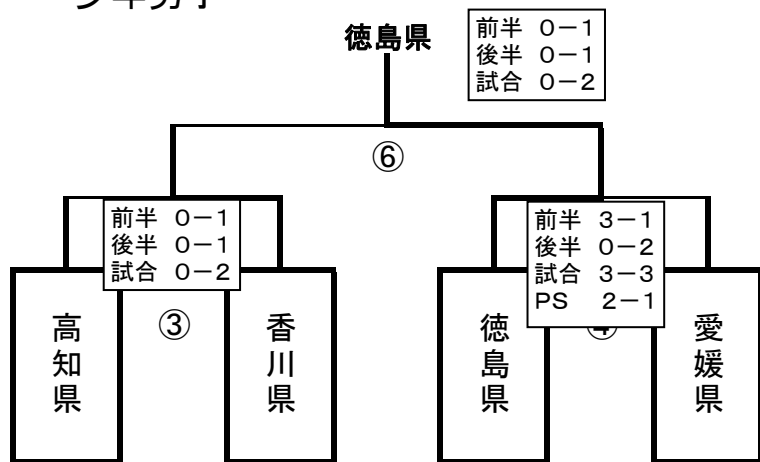 徳島県
前半 0－1
後半 0－1
試合 0－2
⑥
前半 0－1
後半 0－1
試合 0－2
前半 3－1
後半 0－2
試合 3－3
PS 2－1
③
高知県
香川県
徳島県
愛媛県